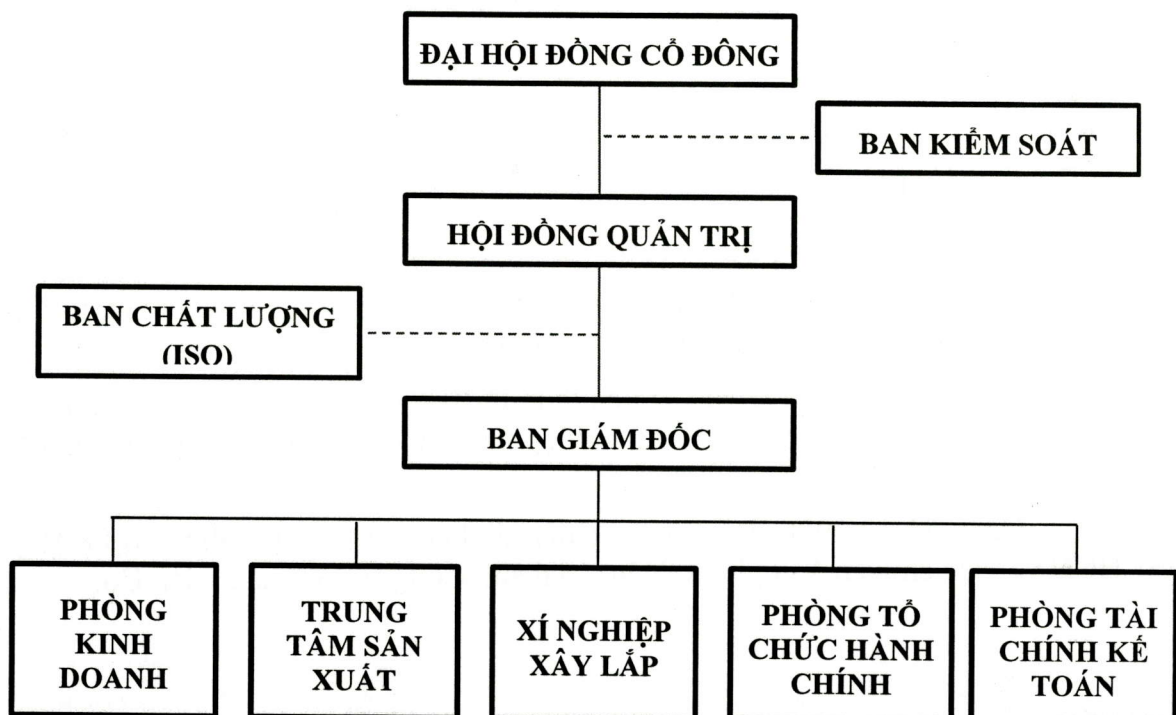 ĐẠI HỘI ĐỒNG CỔ ĐÔNG
BAN KIỂM SOÁT
HỘI ĐỒNG QUẢN TRỊ
BAN CHẤT LƯỢNG
(ISO)
BAN GIÁM ĐỐC
PHÒNG
KINH
DOANH
TRUNG
TÂM SẢN
XUẤT
XÍ NGHIỆP
XÂY LẮP
PHÒNG TỔ
CHỨC HÀNH
CHÍNH
PHÒNG TÀI
CHÍNH KẾ
TOÁN